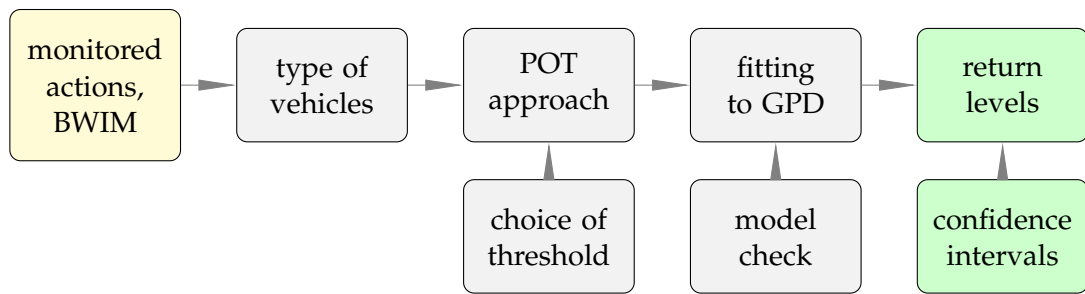 monitored
actions,
BWIM
type of
vehicles
POT
approach
fitting
to GPD
return
levels
choice of
threshold
model
check
confidence
intervals